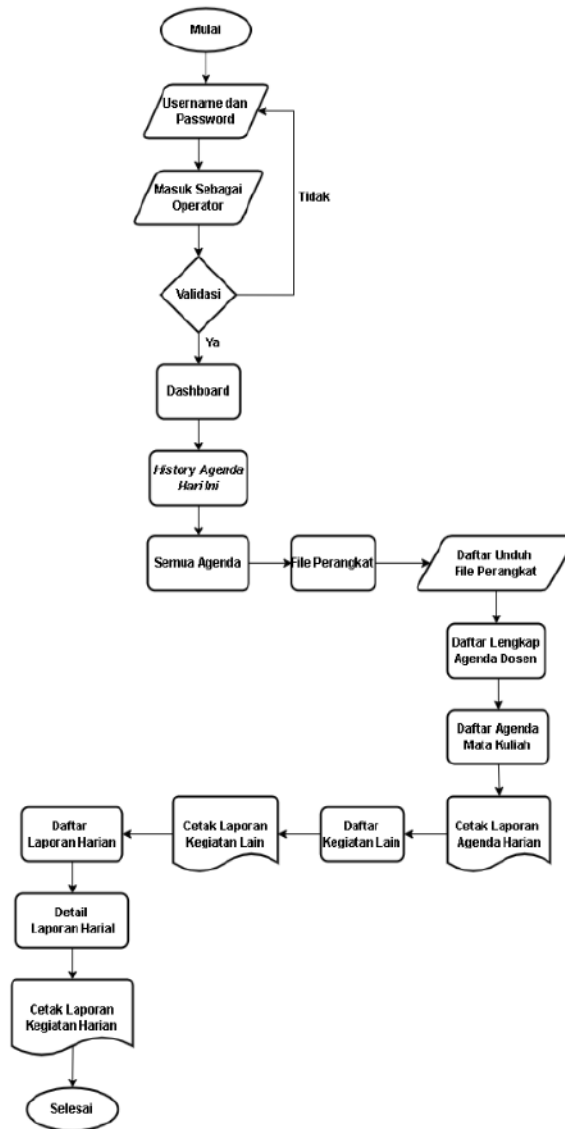 Mulai
Username dan
Password
Masuk Sebagai
Operator
Tidak
Validasi
Ya
Dashboard
History Agenda
Hari Ini
Semua Agenda
File Perangkat
Daftar Unduh
File Perangkat
Daftar Lengkap
Agenda Dosen
Daftar Agenda
Mata Kuliah
Cetak Laporan
Agenda Harian
Daftar
Kegiatan Lain
Cetak Laporan
Kegiatan Lain
Daftar
Laporan Harian
Detail
Laporan Harial
Cetak Laporan
Kegiatan Harian
Selesai